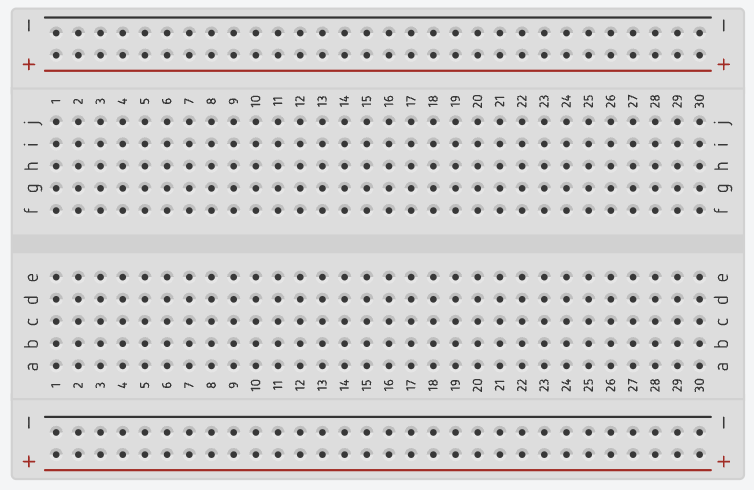 − −
+ +
1 2 3 4 5 6 7 8 9 10 11 12 13 14 15 16 17 18 19 20 21 22 23 24 25 26 27 28 29 30
j j
i i
h h
g g
f f
e e
d d
c c
b b
a a
1 2 3 4 5 6 7 8 9 10 11 12 13 14 15 16 17 18 19 20 21 22 23 24 25 26 27 28 29 30
− −
+ +